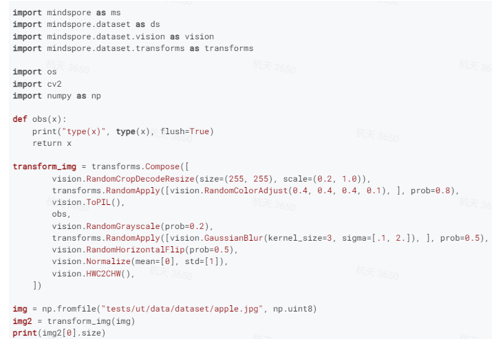 import mindspore as ms
import mindspore.dataset as ds
import mindspore.dataset.vision as vision
import mindspore.dataset.transforms as transforms

import os
import cv2
import numpy as np

def obs(x):
    print("type(x)", type(x), flush=True)
    return x

transform_img = transforms.Compose([
        vision.RandomCropDecodeResize(size=(255, 255), scale=(0.2, 1.0)),
        transforms.RandomApply([vision.RandomColorAdjust(0.4, 0.4, 0.4, 0.1), ], prob=0.8),
        vision.ToPIL(),
        obs,
        vision.RandomGrayscale(prob=0.2),
        transforms.RandomApply([vision.GaussianBlur(kernel_size=3, sigma=[.1, 2.]), ], prob=0.5),
        vision.RandomHorizontalFlip(prob=0.5),
        vision.Normalize(mean=[0], std=[1]),
        vision.HWC2CHW(),
    ])

img = np.fromfile("tests/ut/data/dataset/apple.jpg", np.uint8)
img2 = transform_img(img)
print(img2[0].size)